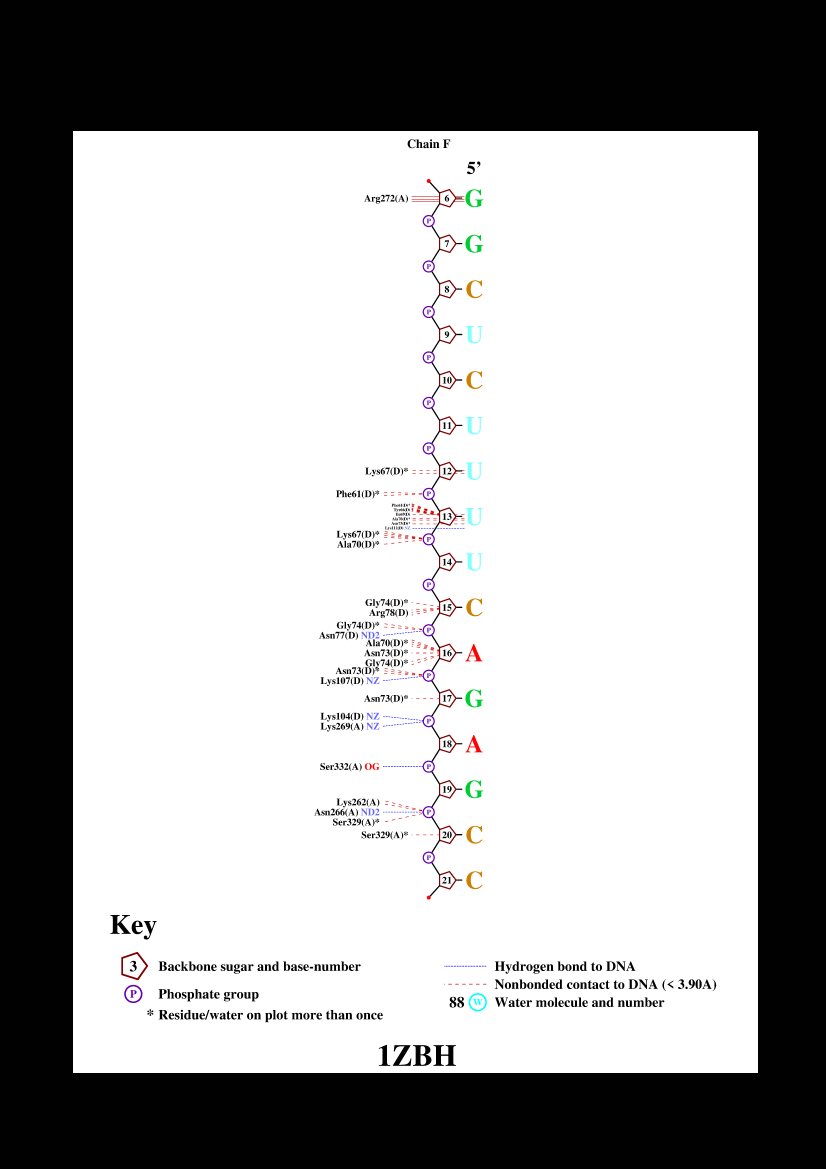 Chain F
5’
Arg272(A) 6 G
P
7 G
P
8 C
P
9 U
P
10 C
P
11 U
P
Lys67(D)* 12 U
Phe61(D)* P
13 U
Lys67(D)* P
Ala70(D)*
14 U
P
Gly74(D)* 15 C
Arg78(D)
Gly74(D)* P
Asn77(D) ND2
Ala70(D)*
Asn73(D)* 16 A
Gly74(D)*
Asn73(D)* P
Lys107(D) NZ
Asn73(D)* 17 G
Lys104(D) NZ P
Lys269(A) NZ
18 A
Ser332(A) OG P
19 G
Lys262(A)
Asn266(A) ND2 P
Ser329(A)*
Ser329(A)* 20 C
P
21 C
Key
3 Backbone sugar and base-number
P Phosphate group
* Residue/water on plot more than once
Hydrogen bond to DNA
Nonbonded contact to DNA (< 3.90A)
88 W Water molecule and number
1ZBH